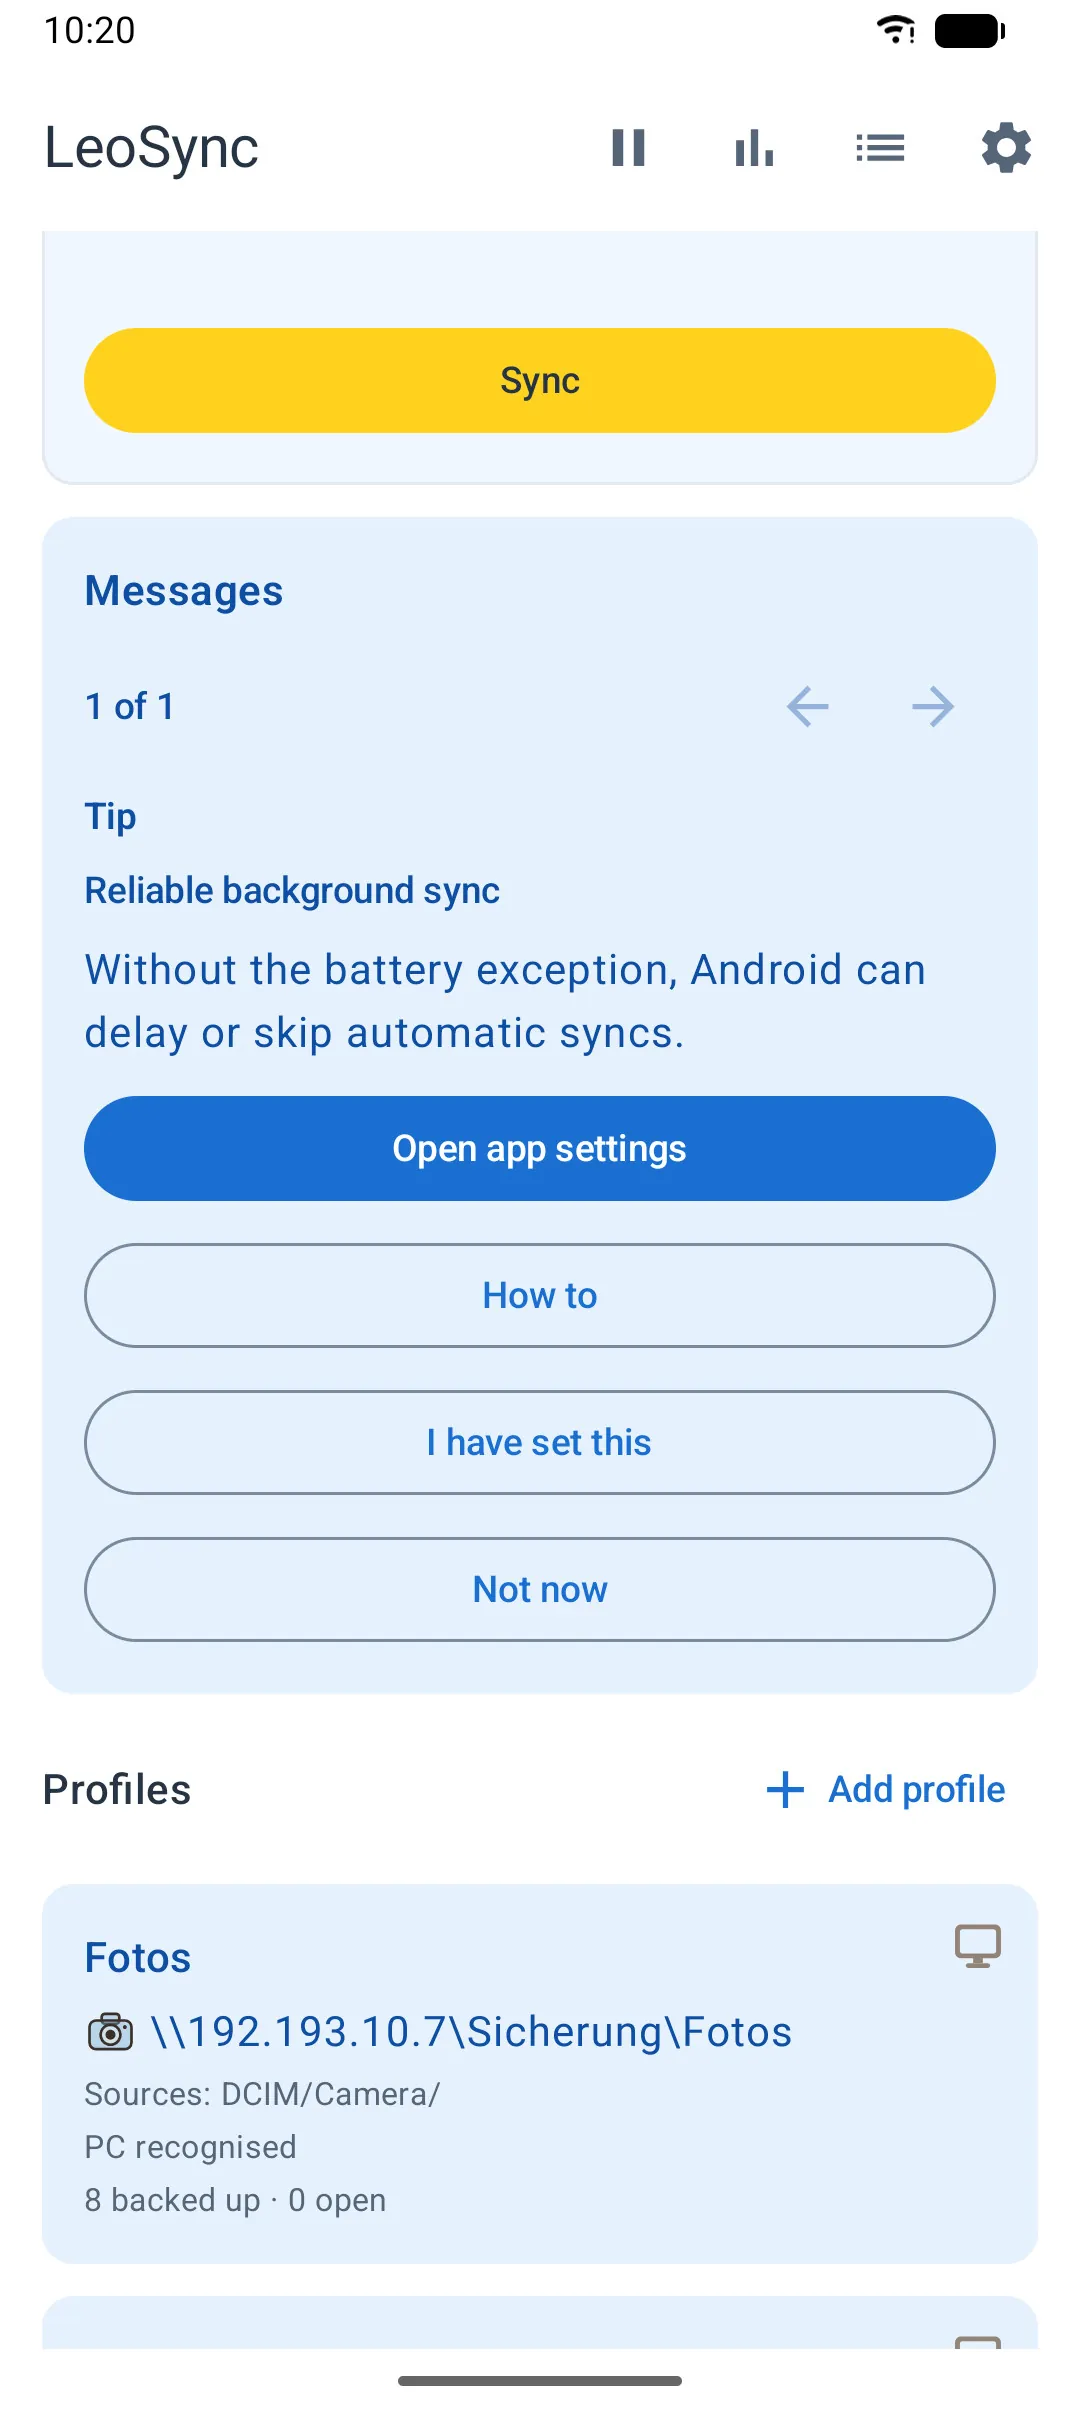 10:20
LeoSync
Sync
Messages
1 of 1
Tip
Reliable background sync
Without the battery exception, Android can
delay or skip automatic syncs.
Open app settings
How to
I have set this
Not now
Profiles
Add profile
Fotos
\\192.193.10.7\Sicherung\Fotos
Sources: DCIM/Camera/
PC recognised
8 backed up · 0 open